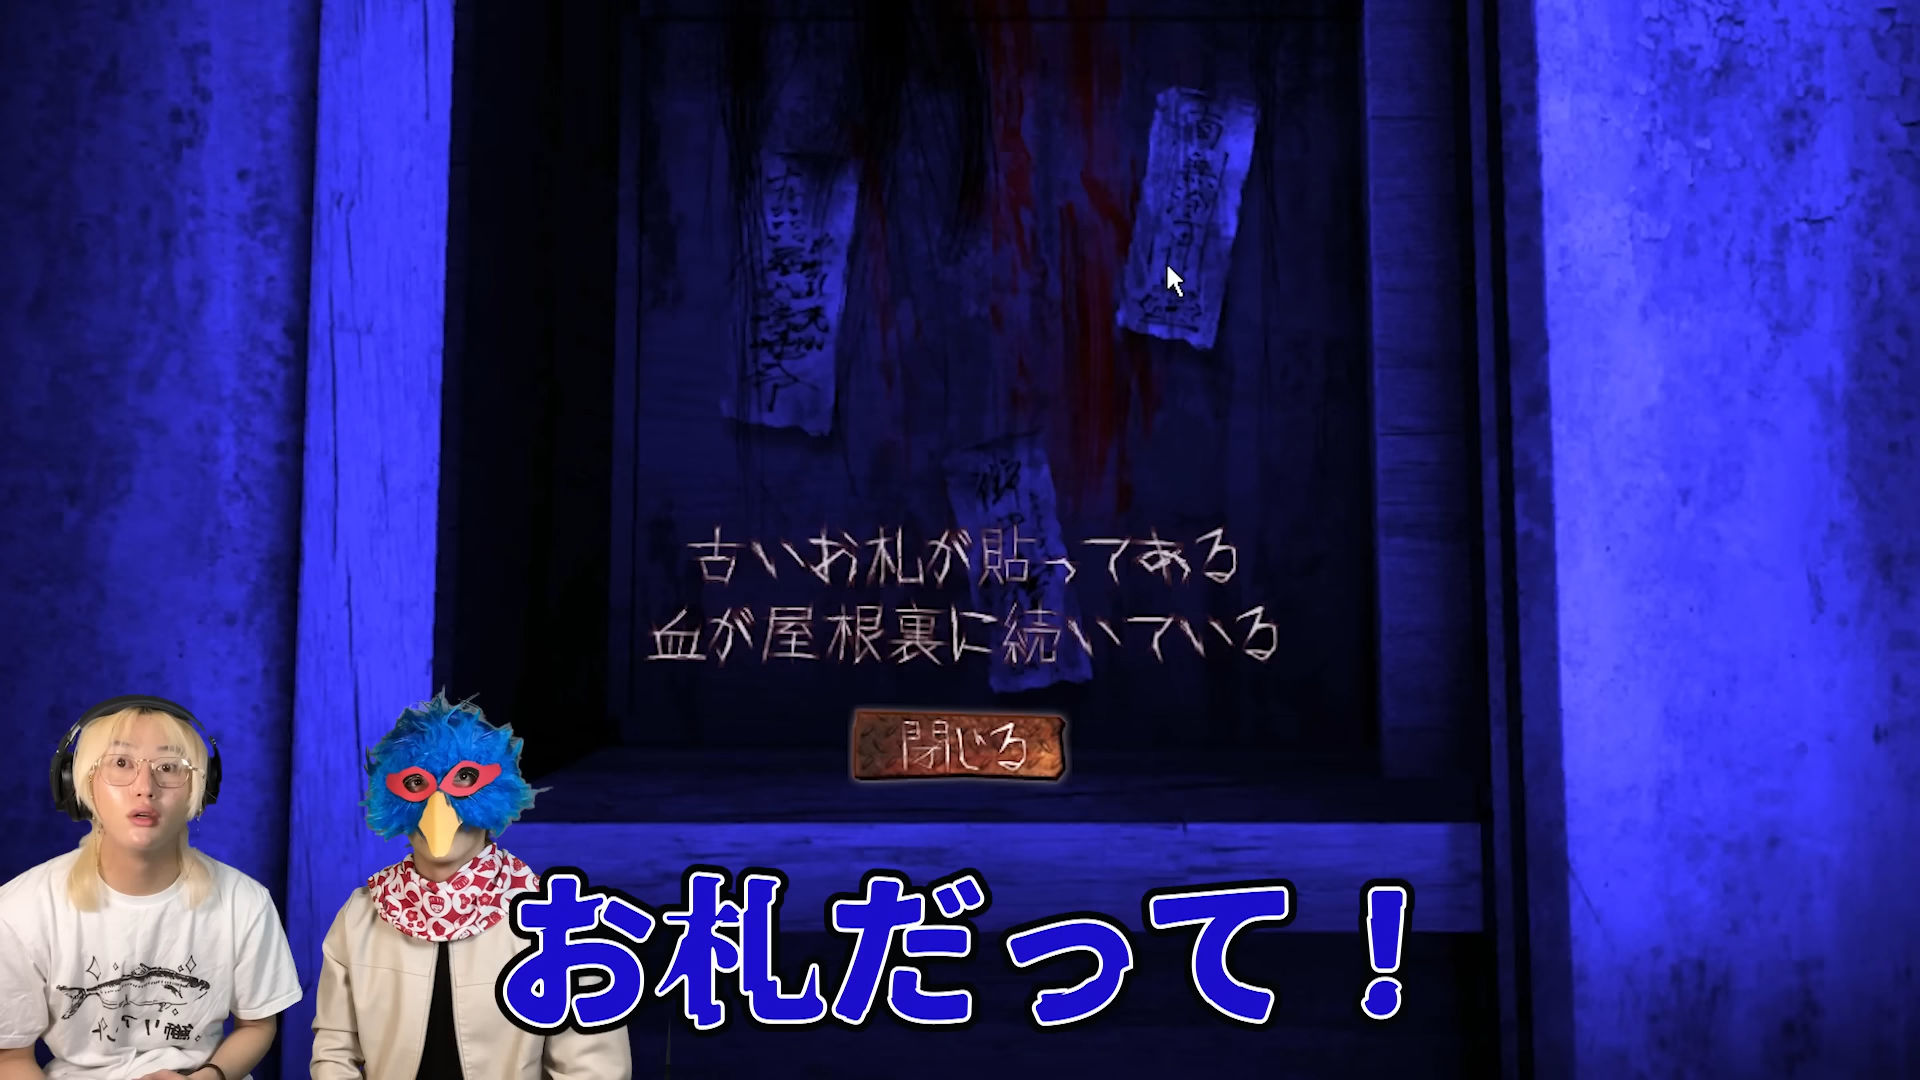 古いお札が貼ってある
血が屋根裏に続いている
閉じる
お札だって！